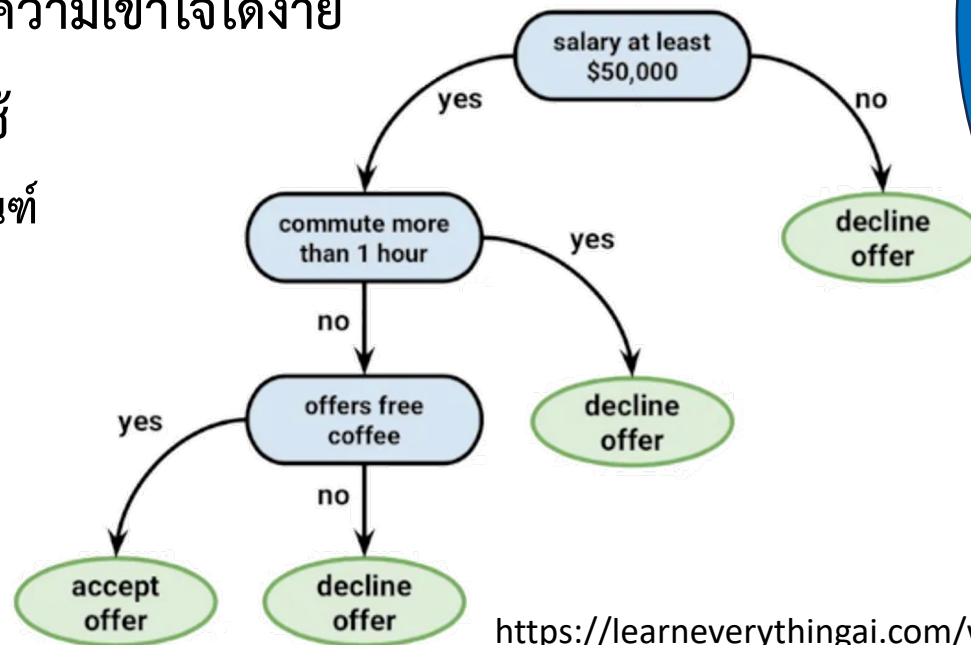 ความเข้าใจได้ง่าย
salary at least
$50,000
yes
no
commute more
than 1 hour
decline
offer
yes
no
offers free
coffee
decline
offer
yes
no
accept
offer
decline
offer
https://learneverythingai.com/